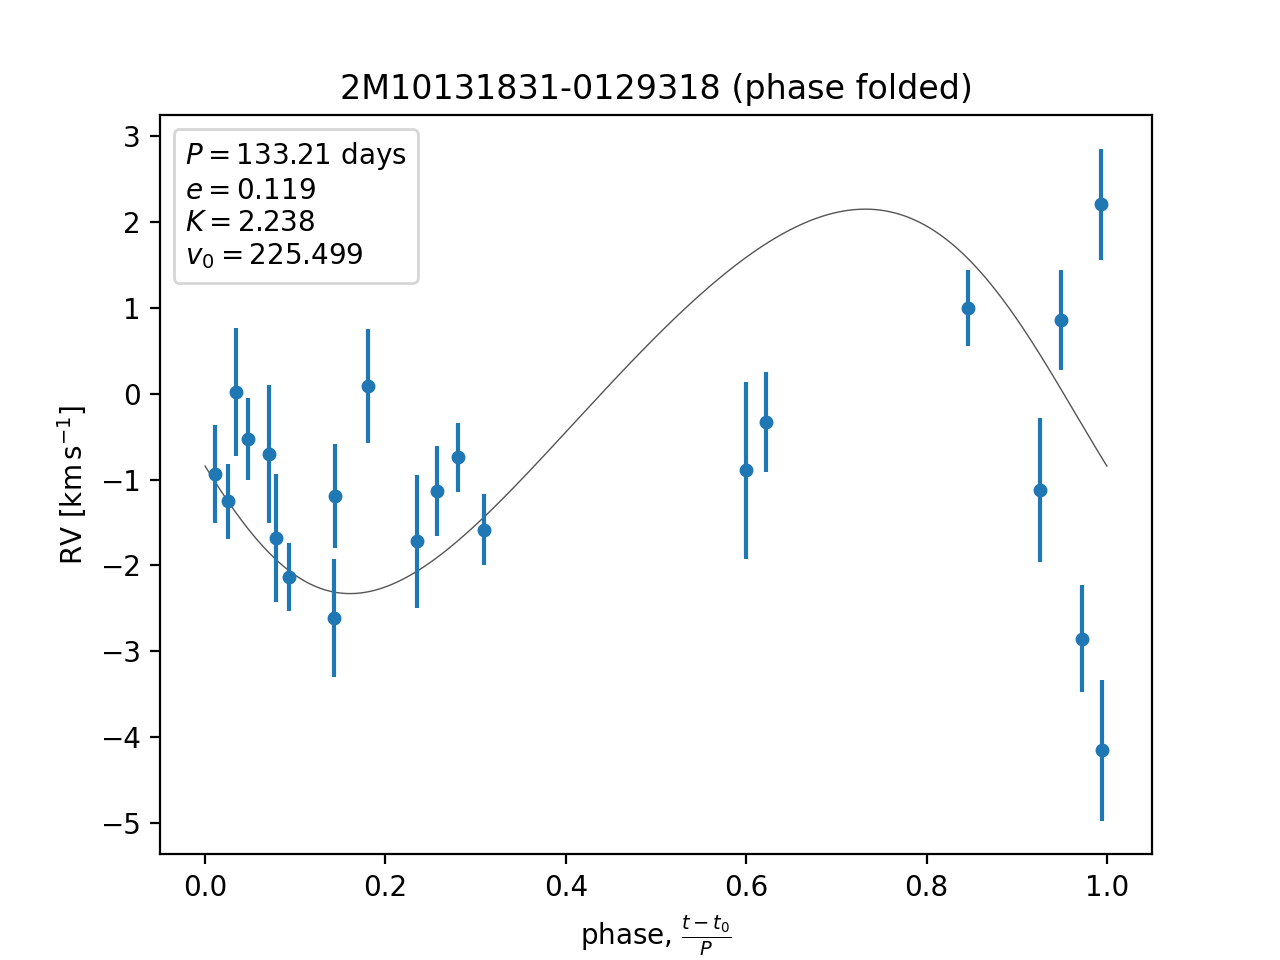 2M10131831-0129318 (phase folded)
P = 133.21 days
e = 0.119
K = 2.238
v₀ = 225.499
3
2
1
0
−1
−2
−3
−4
−5
RV [km s⁻¹]
0.0 0.2 0.4 0.6 0.8 1.0
phase, (t − t₀)/P